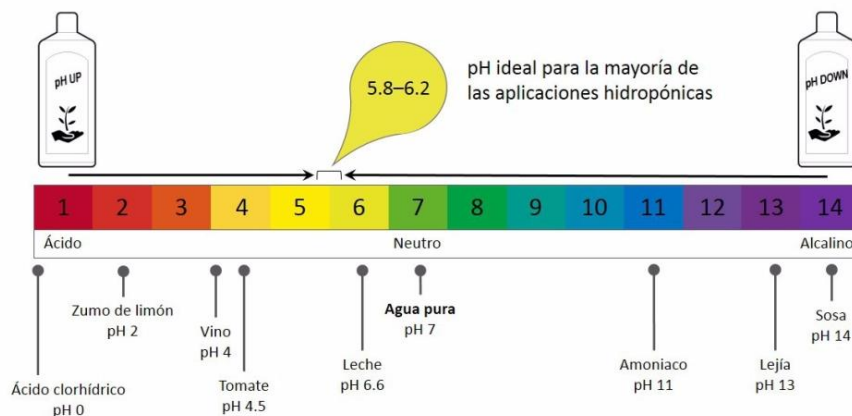 pH UP
5.8–6.2
pH ideal para la mayoría de
las aplicaciones hidropónicas
pH DOWN
1 2 3 4 5 6 7 8 9 10 11 12 13 14
Ácido Neutro Alcalino
Zumo de limón
pH 2
Vino
pH 4
Agua pura
pH 7
Sosa
pH 14
Ácido clorhídrico
pH 0
Tomate
pH 4.5
Leche
pH 6.6
Amoniaco
pH 11
Lejía
pH 13